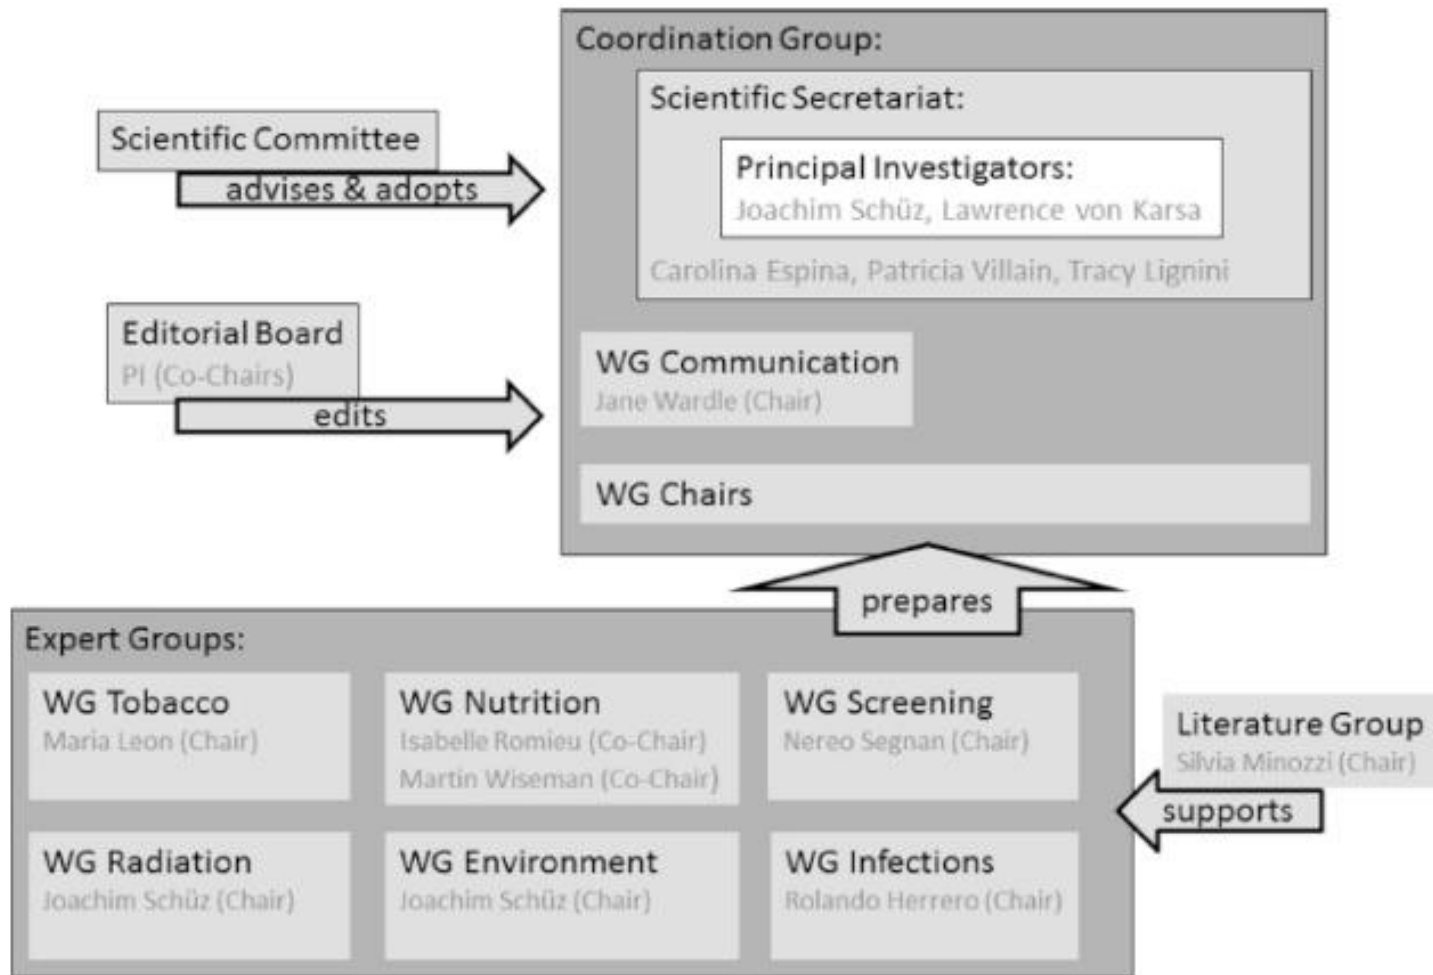 Coordination Group:
Scientific Secretariat:
Principal Investigators:
Joachim Schüz, Lawrence von Karsa
Carolina Espina, Patricia Villain, Tracy Lignini
Scientific Committee
advises & adopts
Editorial Board
PI (Co-Chairs)
edits
WG Communication
Jane Wardle (Chair)
WG Chairs
prepares
Expert Groups:
WG Tobacco
Maria Leon (Chair)
WG Nutrition
Isabelle Romieu (Co-Chair)
Martin Wiseman (Co-Chair)
WG Screening
Nereo Segnan (Chair)
WG Radiation
Joachim Schüz (Chair)
WG Environment
Joachim Schüz (Chair)
WG Infections
Rolando Herrero (Chair)
Literature Group
Silvia Minozzi (Chair)
supports